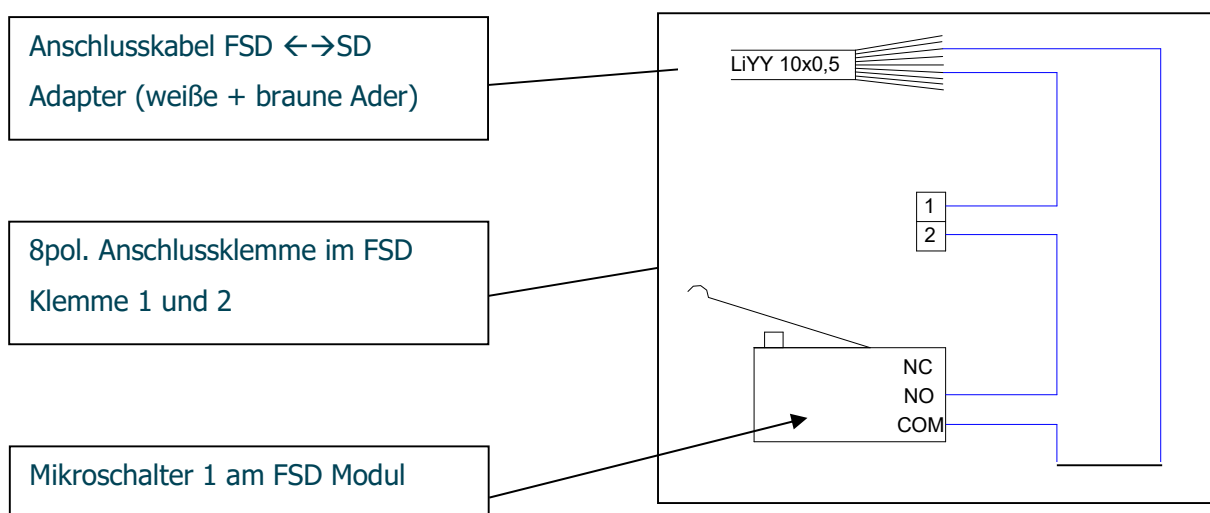 Anschlusskabel FSD ←→SD
Adapter (weiße + braune Ader)
8pol. Anschlussklemme im FSD
Klemme 1 und 2
Mikroschalter 1 am FSD Modul
LiYY 10x0,5
1
2
NC
NO
COM